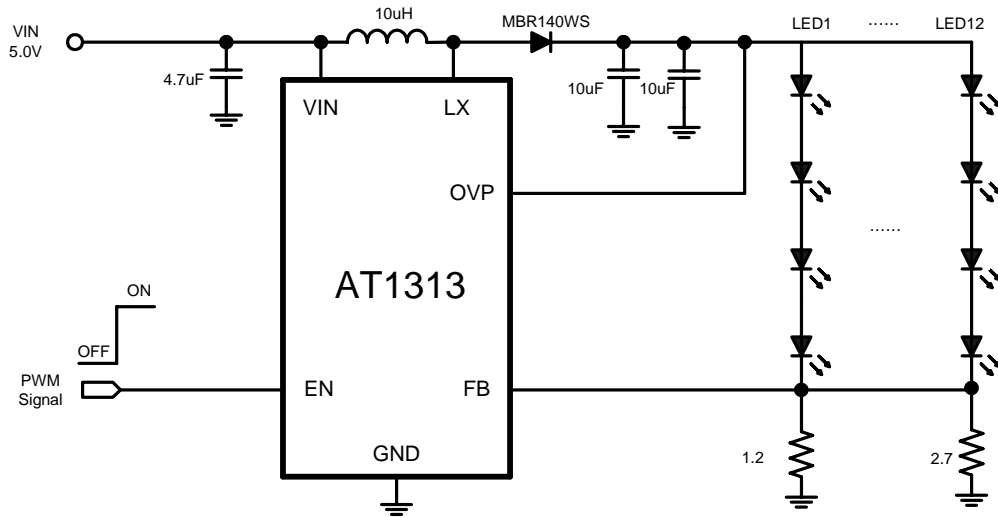 10uH
VIN
5.0V
MBR140WS
LED1
......
LED12
4.7uF
10uF
10uF
VIN
LX
OVP
......
AT1313
ON
OFF
PWM
Signal
EN
FB
GND
1.2
2.7